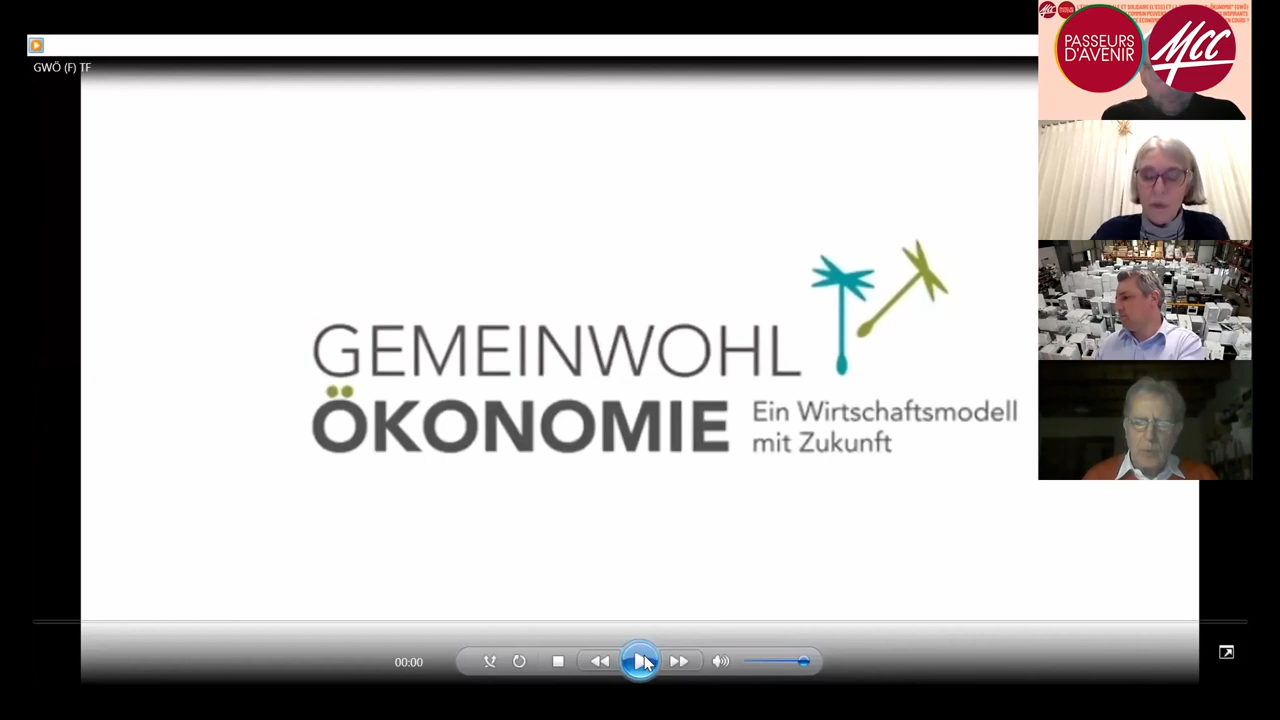 GWÖ (F) TF
PASSEURS
D'AVENIR
MCC
GEMEINWOHL
ÖKONOMIE
Ein Wirtschaftsmodell
mit Zukunft
00:00